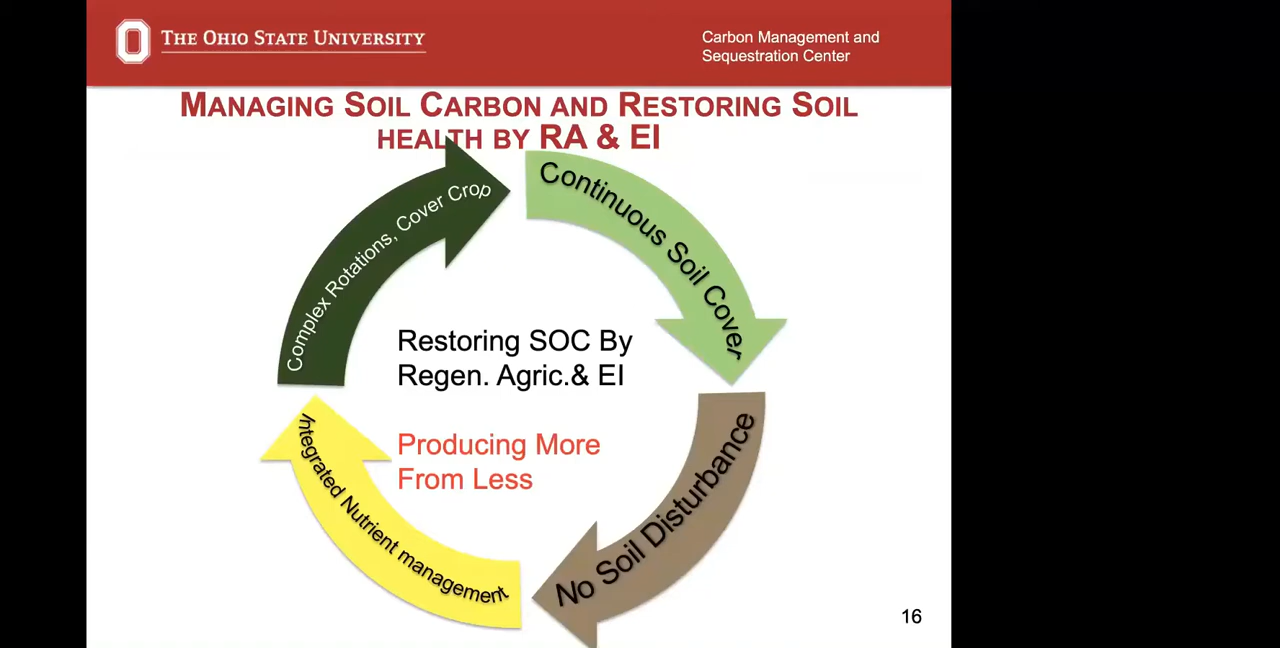 THE OHIO STATE UNIVERSITY
Carbon Management and
Sequestration Center
MANAGING SOIL CARBON AND RESTORING SOIL
HEALTH BY RA & EI
Continuous Soil Cover
No Soil Disturbance
Integrated Nutrient management
Complex Rotations, Cover Crop
Restoring SOC By
Regen. Agric.& EI
Producing More
From Less
16